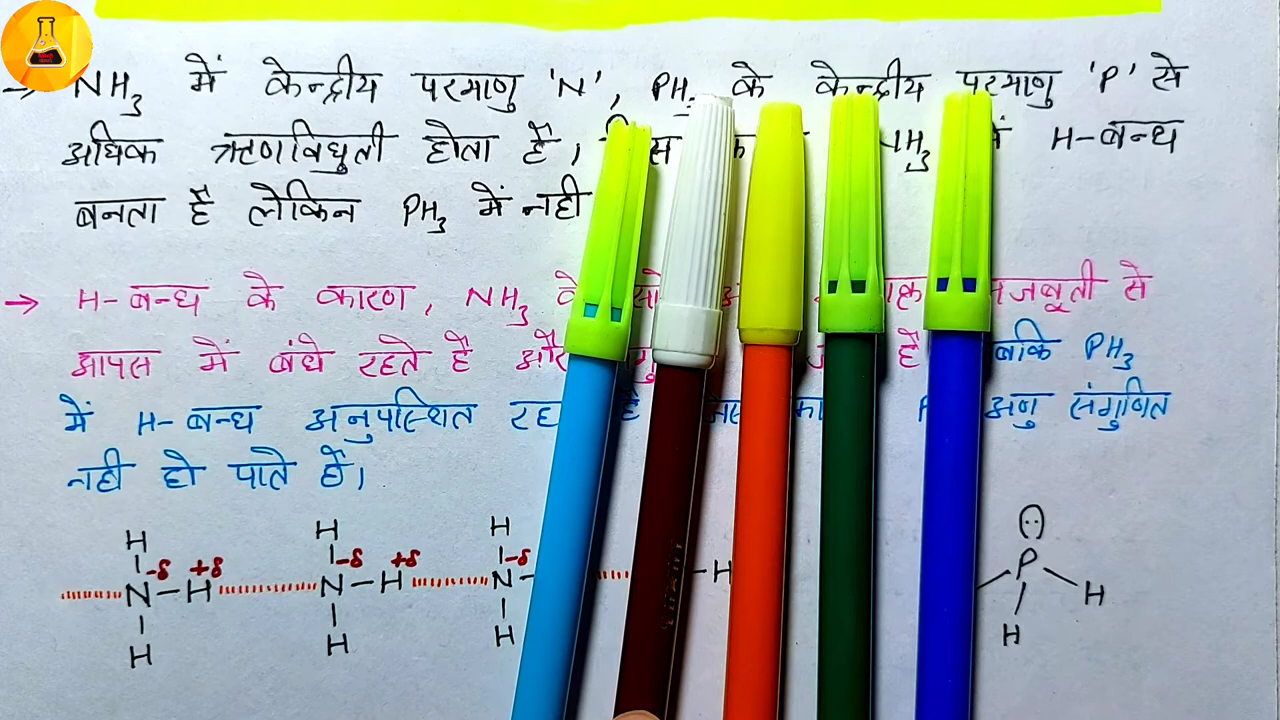 → NH3 में केन्द्रीय परमाणु 'N', PH3 के केन्द्रीय परमाणु 'P' से
अधिक ऋणविधुती होता है, NH3 में H-बन्ध
बनता है लेकिन PH3 में नही
→ H-बन्ध के कारण, NH3 के मजबूती से
आपस में बंधे रहते है और है PH3
में H-बन्ध अनुपस्थित अणु संगुणित
नही हो पाते है।
H H H
-δ +δ -δ +δ -δ
N-H N-H N- H P H
H H H H